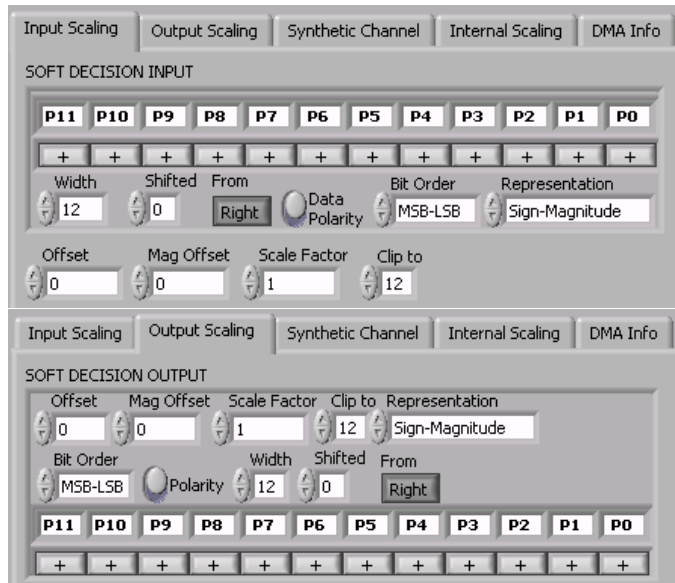 Input Scaling Output Scaling Synthetic Channel Internal Scaling DMA Info
SOFT DECISION INPUT
P11 P10 P9 P8 P7 P6 P5 P4 P3 P2 P1 P0
+ + + + + + + + + + + +
Width Shifted From Bit Order Representation
12 0 Right Data Polarity MSB-LSB Sign-Magnitude
Offset Mag Offset Scale Factor Clip to
0 0 1 12
Input Scaling Output Scaling Synthetic Channel Internal Scaling DMA Info
SOFT DECISION OUTPUT
Offset Mag Offset Scale Factor Clip to Representation
0 0 1 12 Sign-Magnitude
Bit Order Width Shifted From
MSB-LSB Polarity 12 0 Right
P11 P10 P9 P8 P7 P6 P5 P4 P3 P2 P1 P0
+ + + + + + + + + + + +